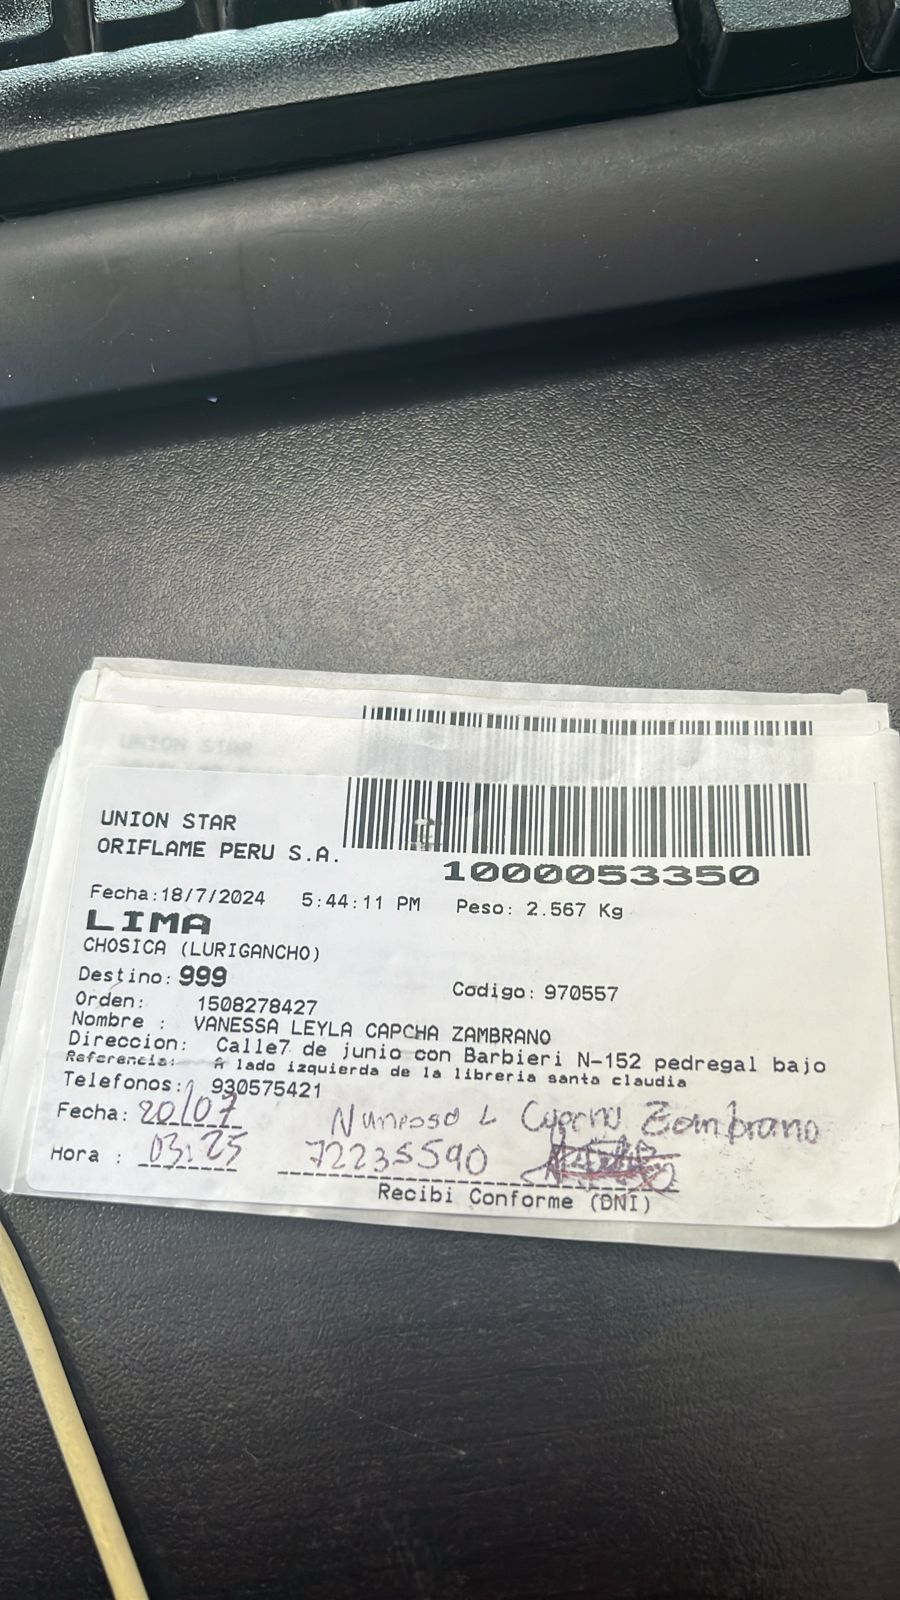 UNION STAR
UNION STAR
ORIFLAME PERU S.A.
1000053350
Fecha:18/7/2024 5:44:11 PM Peso: 2.567 Kg
LIMA
CHOSICA (LURIGANCHO)
Destino: 999 Codigo: 970557
Orden: 1508278427
Nombre : VANESSA LEYLA CAPCHA ZAMBRANO
Direccion: Calle7 de junio con Barbieri N-152 pedregal bajo
Referencia: A lado izquierda de la libreria santa claudia
Telefonos: 930575421
Fecha: 20/07 L Zambrano
Hora : 03:25 72235590
Recibi Conforme (DNI)